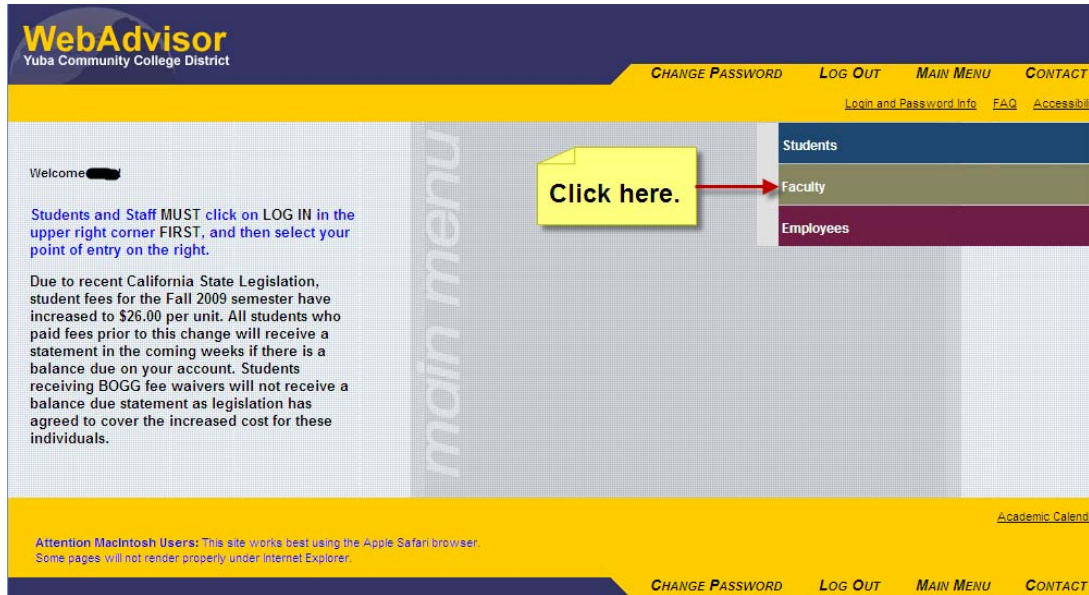 WebAdvisor
Yuba Community College District
CHANGE PASSWORD LOG OUT MAIN MENU CONTACT
Login and Password Info FAQ Accessibil
Welcome !
Students and Staff MUST click on LOG IN in the
upper right corner FIRST, and then select your
point of entry on the right.
Due to recent California State Legislation,
student fees for the Fall 2009 semester have
increased to $26.00 per unit. All students who
paid fees prior to this change will receive a
statement in the coming weeks if there is a
balance due on your account. Students
receiving BOGG fee waivers will not receive a
balance due statement as legislation has
agreed to cover the increased cost for these
individuals.
main menu
Click here.
Students
Faculty
Employees
Academic Calend
Attention MacIntosh Users: This site works best using the Apple Safari browser.
Some pages will not render properly under Internet Explorer.
CHANGE PASSWORD LOG OUT MAIN MENU CONTACT